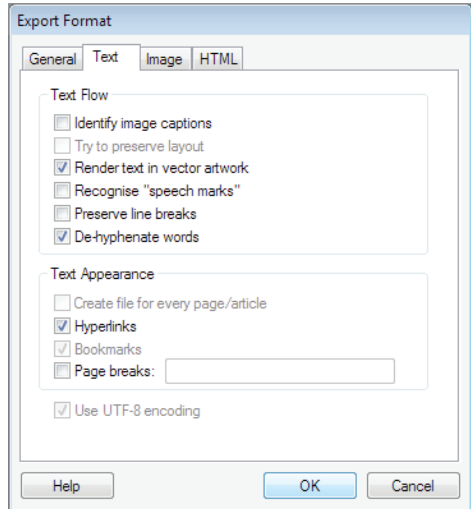 Export Format
General Text Image HTML
Text Flow
Identify image captions
Try to preserve layout
Render text in vector artwork
Recognise "speech marks"
Preserve line breaks
De-hyphenate words
Text Appearance
Create file for every page/article
Hyperlinks
Bookmarks
Page breaks:
Use UTF-8 encoding
Help OK Cancel